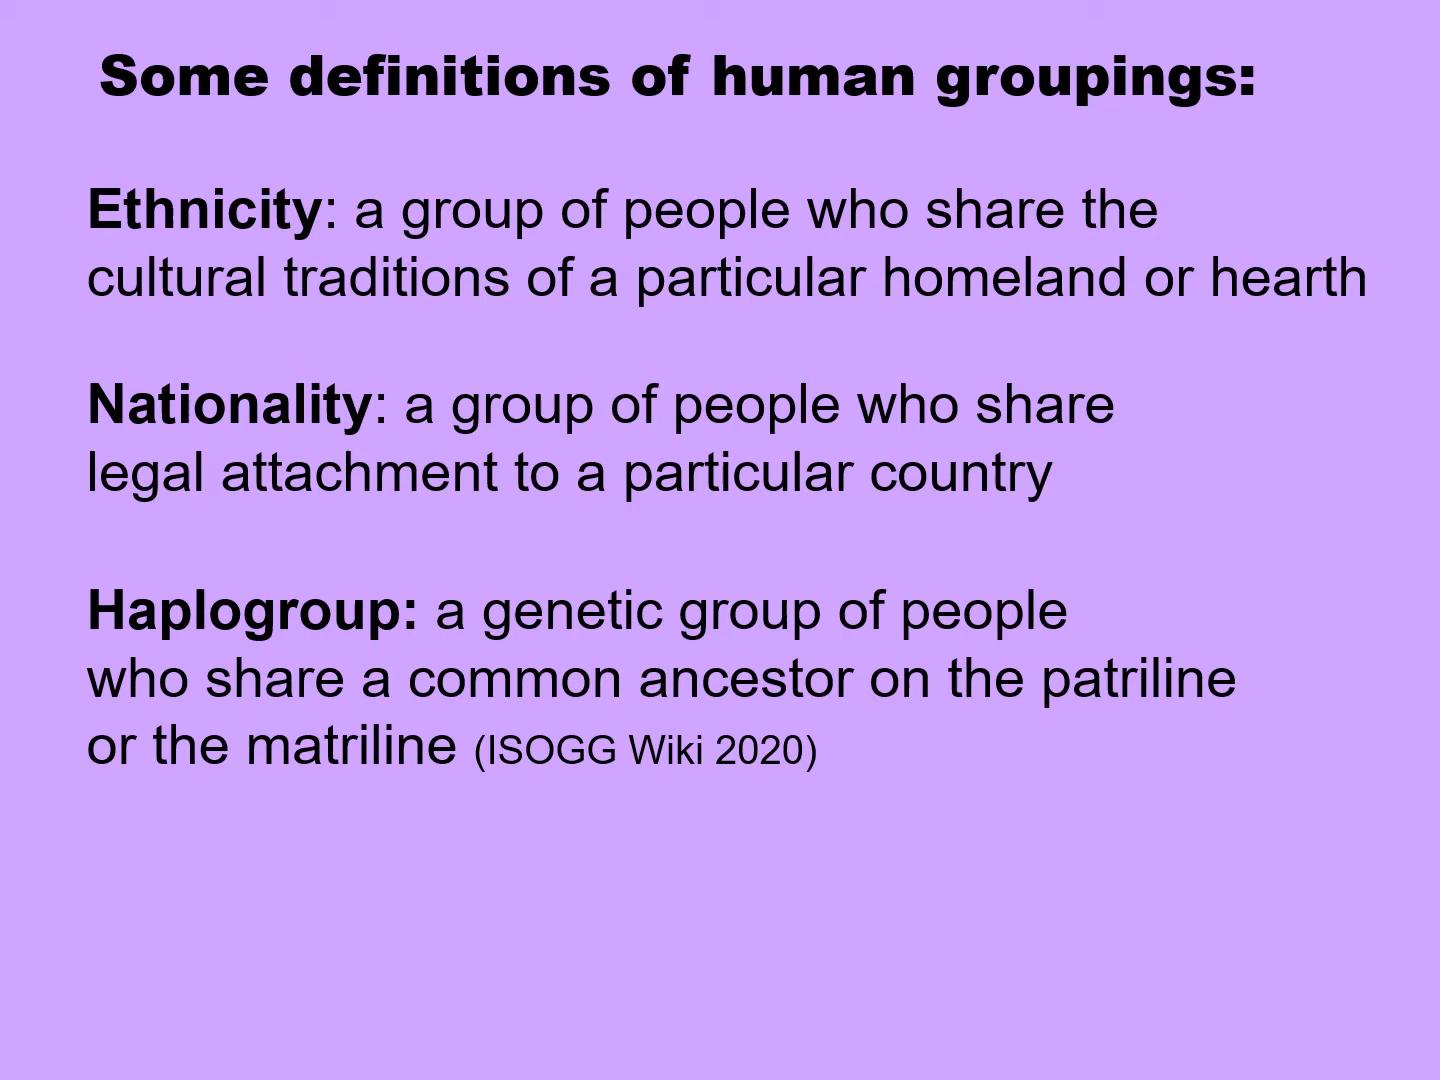 Some definitions of human groupings:
Ethnicity: a group of people who share the
cultural traditions of a particular homeland or hearth
Nationality: a group of people who share
legal attachment to a particular country
Haplogroup: a genetic group of people
who share a common ancestor on the patriline
or the matriline (ISOGG Wiki 2020)